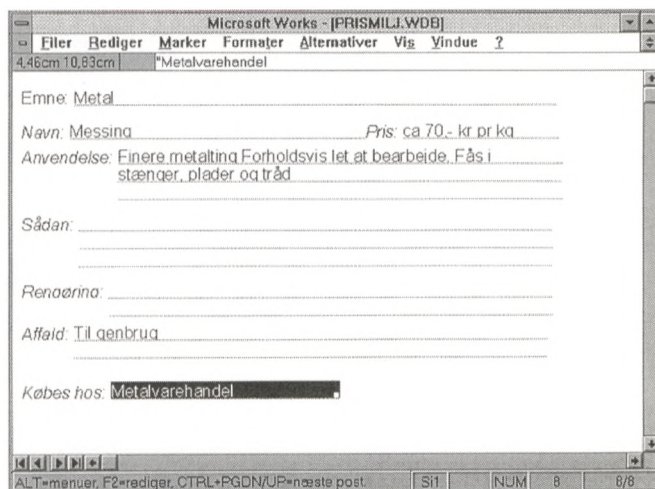 Microsoft Works - [PRISMILJ.WDB]
Filer Rediger Marker Formater Alternativer Vis Vindue ?
4,46cm 10,83cm "Metalvarehandel
Emne: Metal
Navn: Messing Pris: ca 70,- kr pr kg
Anvendelse: Finere metalting Forholdsvis let at bearbejde. Fås i
stænger, plader og tråd
Sådan:
Rengøring:
Affald: Til genbrug
Købes hos: Metalvarehandel
ALT=menuer, F2=rediger, CTRL+PGDN/UP=næste post. Si1 NUM 8 8/8